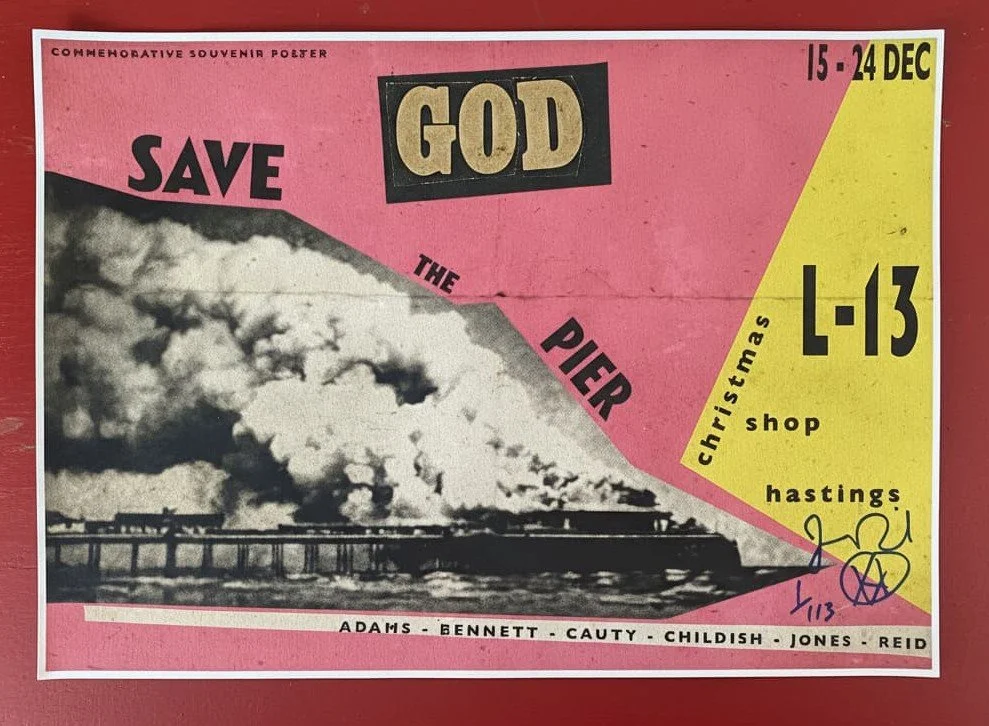 COMMEMORATIVE SOUVENIR POSTER
15 - 24 DEC
GOD
SAVE
THE
PIER
L-13
christmas
shop
hastings
1/113
ADAMS - BENNETT - CAUTY - CHILDISH - JONES - REID